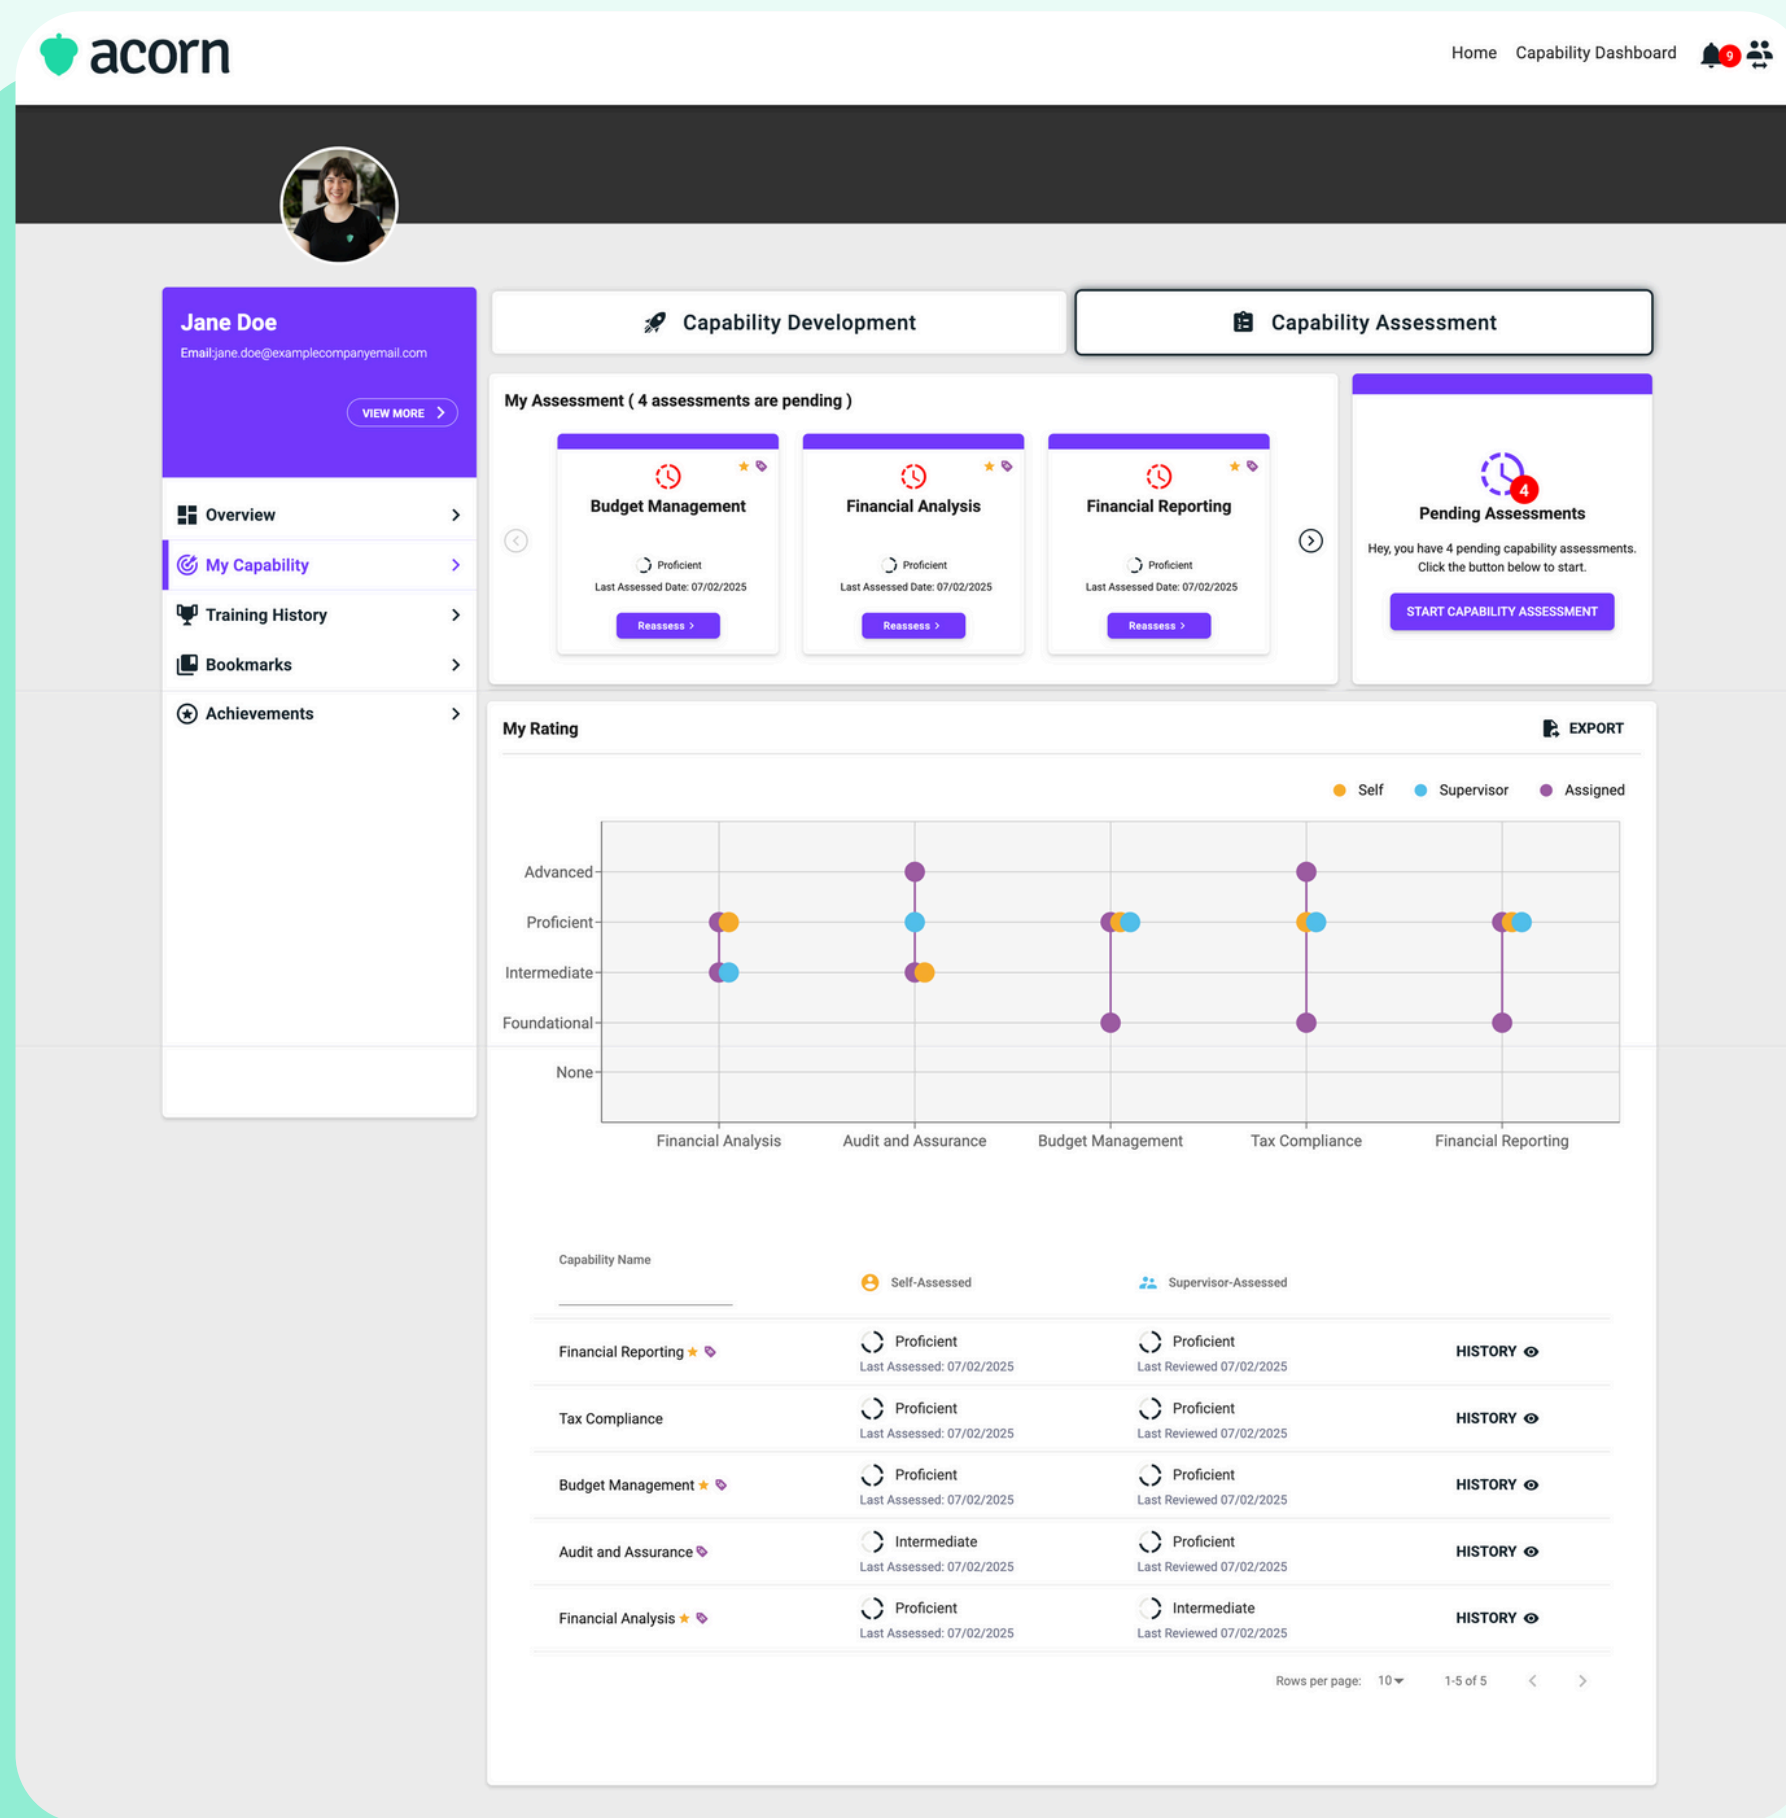 acorn
Home Capability Dashboard 9
Jane Doe
Email:jane.doe@examplecompanyemail.com
VIEW MORE
Overview
My Capability
Training History
Bookmarks
Achievements
Capability Development
Capability Assessment
My Assessment ( 4 assessments are pending )
Budget Management
Proficient
Last Assessed Date: 07/02/2025
Reassess >
Financial Analysis
Proficient
Last Assessed Date: 07/02/2025
Reassess >
Financial Reporting
Proficient
Last Assessed Date: 07/02/2025
Reassess >
4
Pending Assessments
Hey, you have 4 pending capability assessments.
Click the button below to start.
START CAPABILITY ASSESSMENT
My Rating
EXPORT
Self Supervisor Assigned
Advanced
Proficient
Intermediate
Foundational
None
Financial Analysis Audit and Assurance Budget Management Tax Compliance Financial Reporting
Capability Name
Self-Assessed Supervisor-Assessed
Financial Reporting
Proficient
Last Assessed: 07/02/2025
Proficient
Last Reviewed 07/02/2025
HISTORY
Tax Compliance
Proficient
Last Assessed: 07/02/2025
Proficient
Last Reviewed 07/02/2025
HISTORY
Budget Management
Proficient
Last Assessed: 07/02/2025
Proficient
Last Reviewed 07/02/2025
HISTORY
Audit and Assurance
Intermediate
Last Assessed: 07/02/2025
Proficient
Last Reviewed 07/02/2025
HISTORY
Financial Analysis
Proficient
Last Assessed: 07/02/2025
Intermediate
Last Reviewed 07/02/2025
HISTORY
Rows per page: 10 1-5 of 5